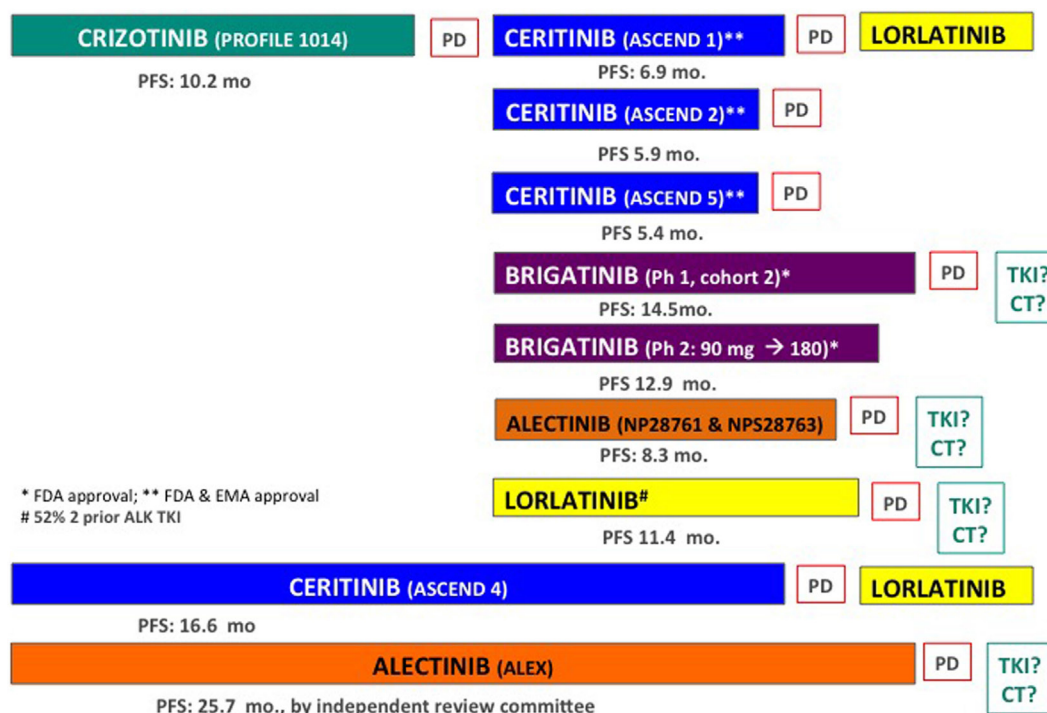 CRIZOTINIB (PROFILE 1014)
PD
CERITINIB (ASCEND 1)**
PD
LORLATINIB
PFS: 10.2 mo
PFS: 6.9 mo.
CERITINIB (ASCEND 2)**
PD
PFS 5.9 mo.
CERITINIB (ASCEND 5)**
PD
PFS 5.4 mo.
BRIGATINIB (Ph 1, cohort 2)*
PD
TKI?
CT?
PFS: 14.5mo.
BRIGATINIB (Ph 2: 90 mg → 180)*
PFS 12.9 mo.
ALECTINIB (NP28761 & NPS28763)
PD
TKI?
CT?
PFS: 8.3 mo.
* FDA approval; ** FDA & EMA approval
# 52% 2 prior ALK TKI
LORLATINIB#
PD
TKI?
CT?
PFS 11.4 mo.
CERITINIB (ASCEND 4)
PD
LORLATINIB
PFS: 16.6 mo
ALECTINIB (ALEX)
PD
TKI?
CT?
PFS: 25.7 mo., by independent review committee